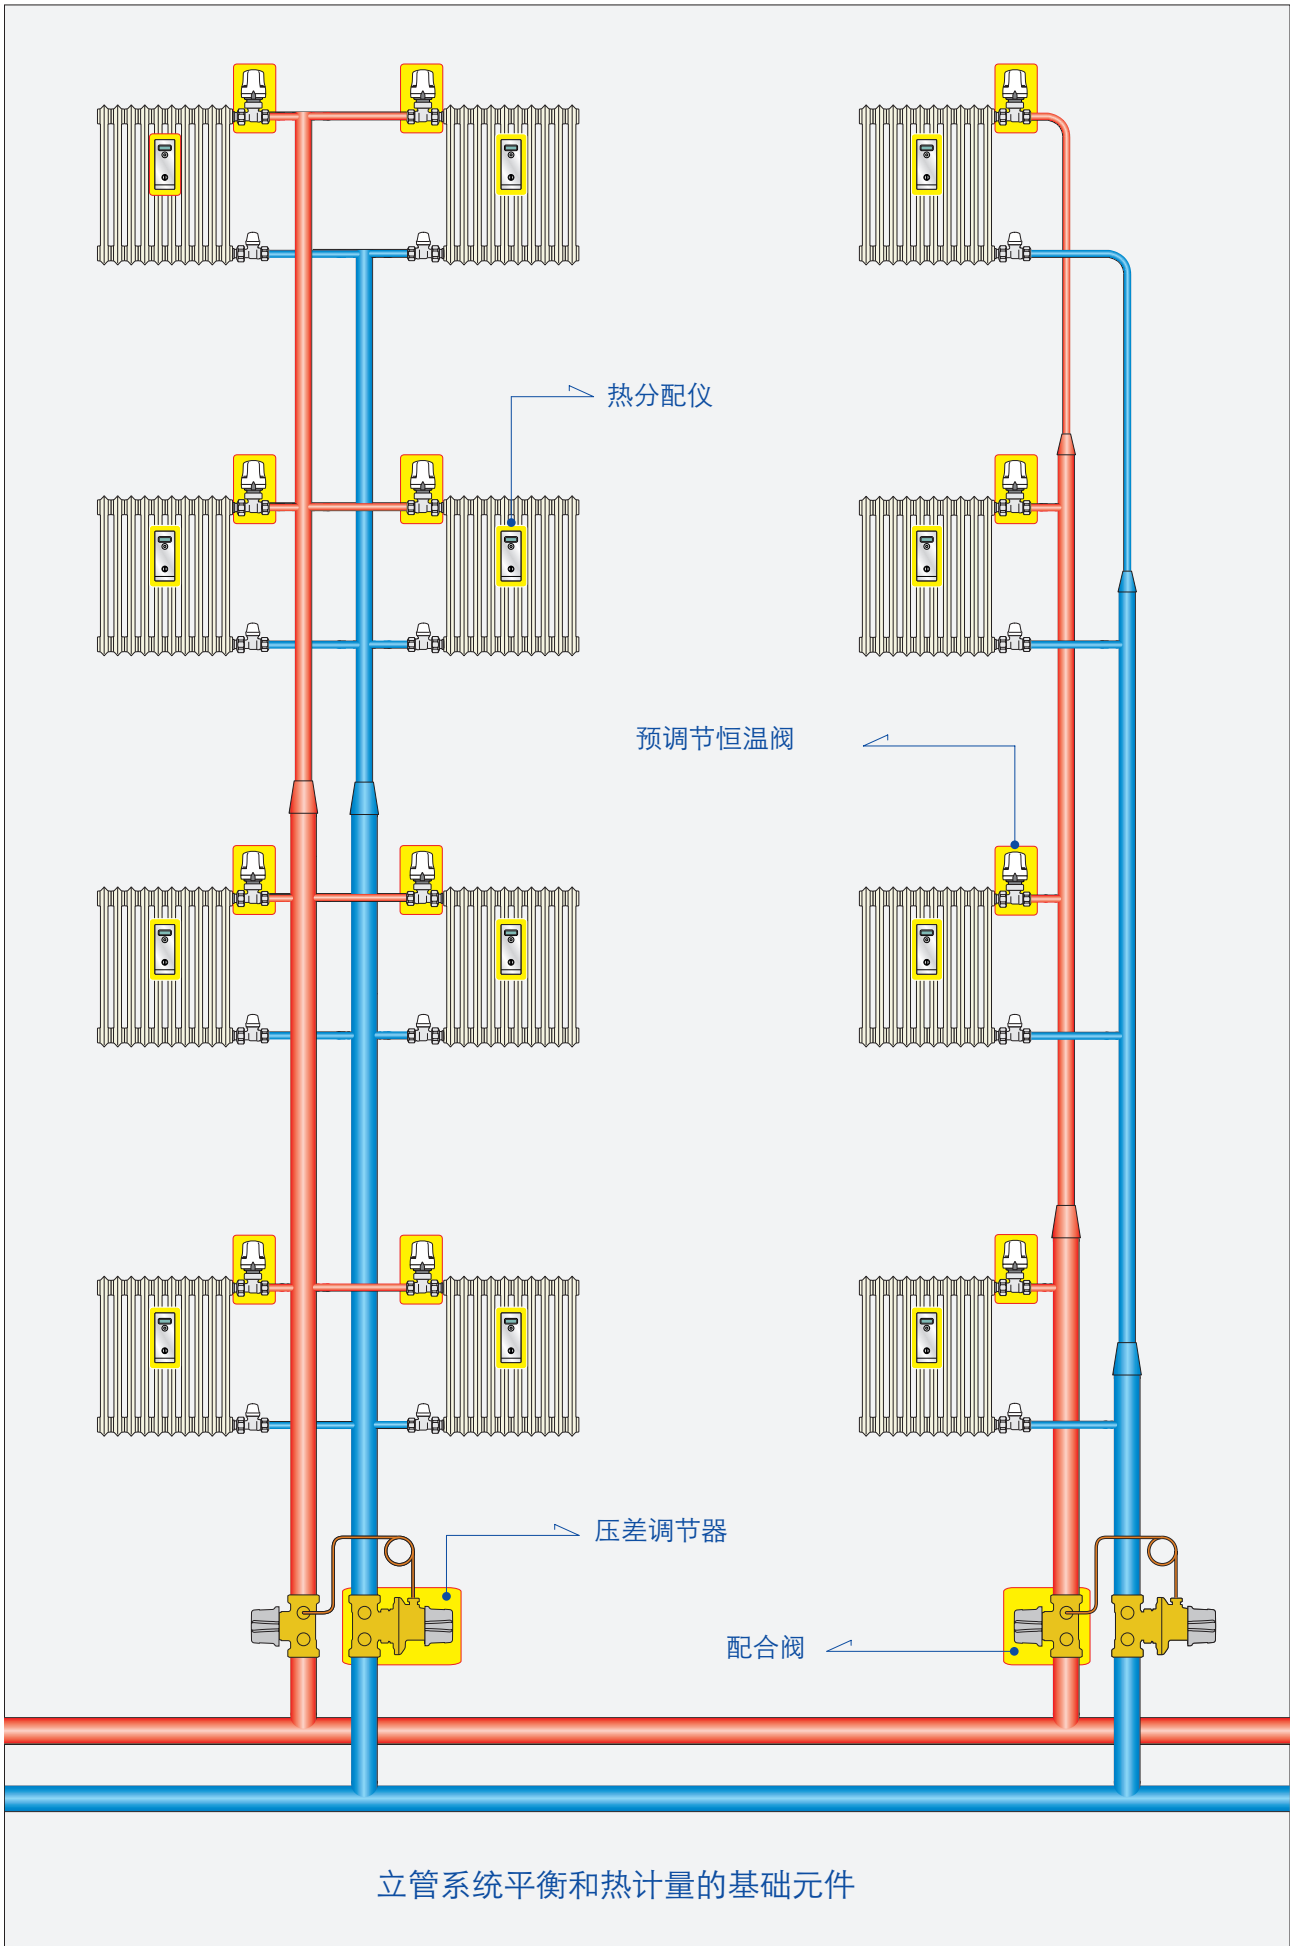 热分配仪
预调节恒温阀
压差调节器
配合阀
立管系统平衡和热计量的基础元件